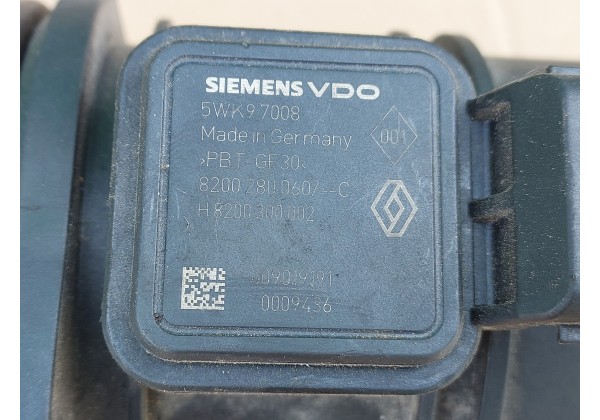 SIEMENS VDO
5WK9 7008
Made in Germany
001
>PBT-GF30<
8200 280 060/--C
H 8200 300 002
0009436